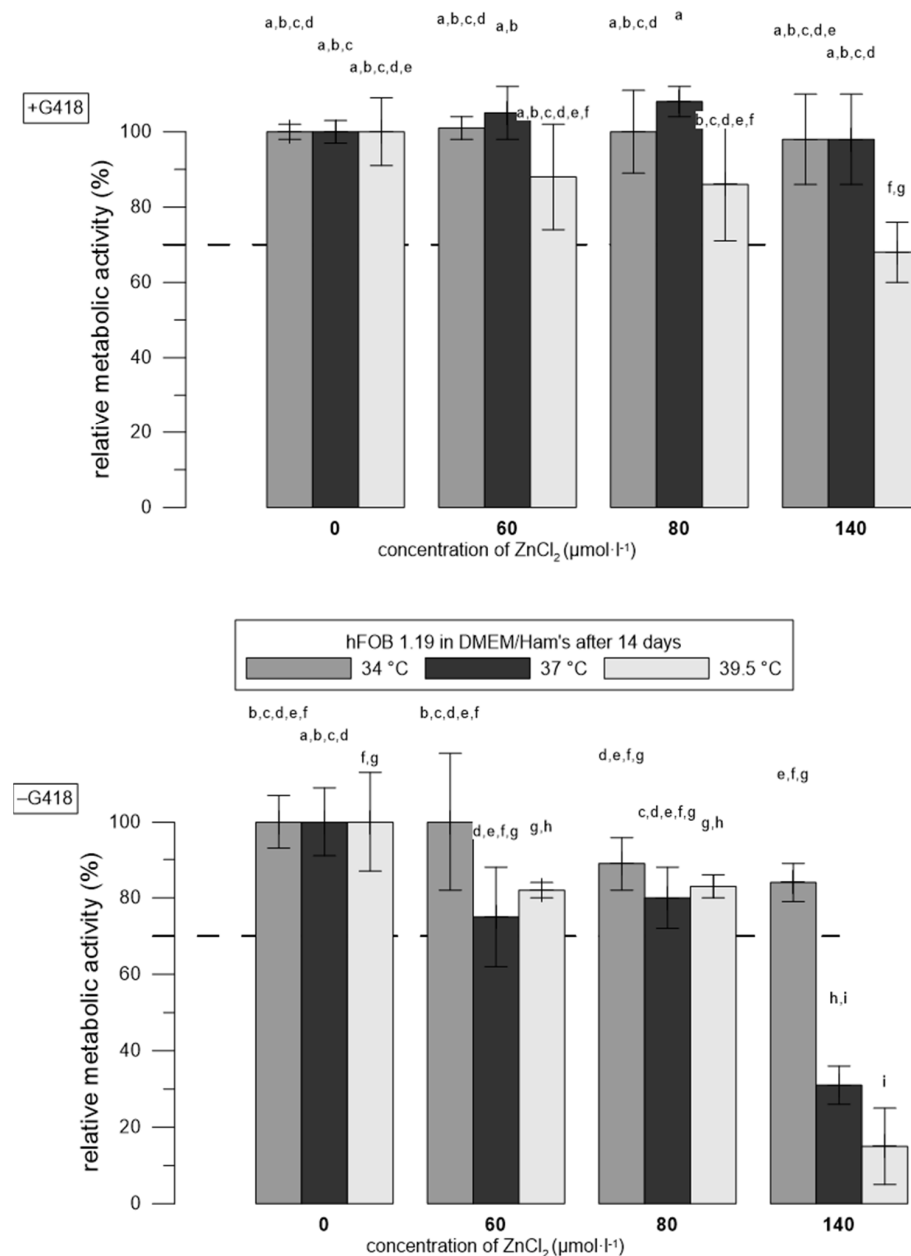 a,b,c,d
a,b,c
a,b,c,d,e
a,b,c,d
a,b
a,b,c,d,e,f
a,b,c,d
a
b,c,d,e,f
a,b,c,d,e
a,b,c,d
f,g
+G418
relative metabolic activity (%)
100
80
60
40
20
0
0
60
80
140
concentration of ZnCl₂ (µmol·l⁻¹)
hFOB 1.19 in DMEM/Ham's after 14 days
34 °C
37 °C
39.5 °C
b,c,d,e,f
a,b,c,d
f,g
b,c,d,e,f
d,e,f,g
g,h
d,e,f,g
c,d,e,f,g
g,h
e,f,g
h,i
i
–G418
relative metabolic activity (%)
100
80
60
40
20
0
0
60
80
140
concentration of ZnCl₂ (µmol·l⁻¹)